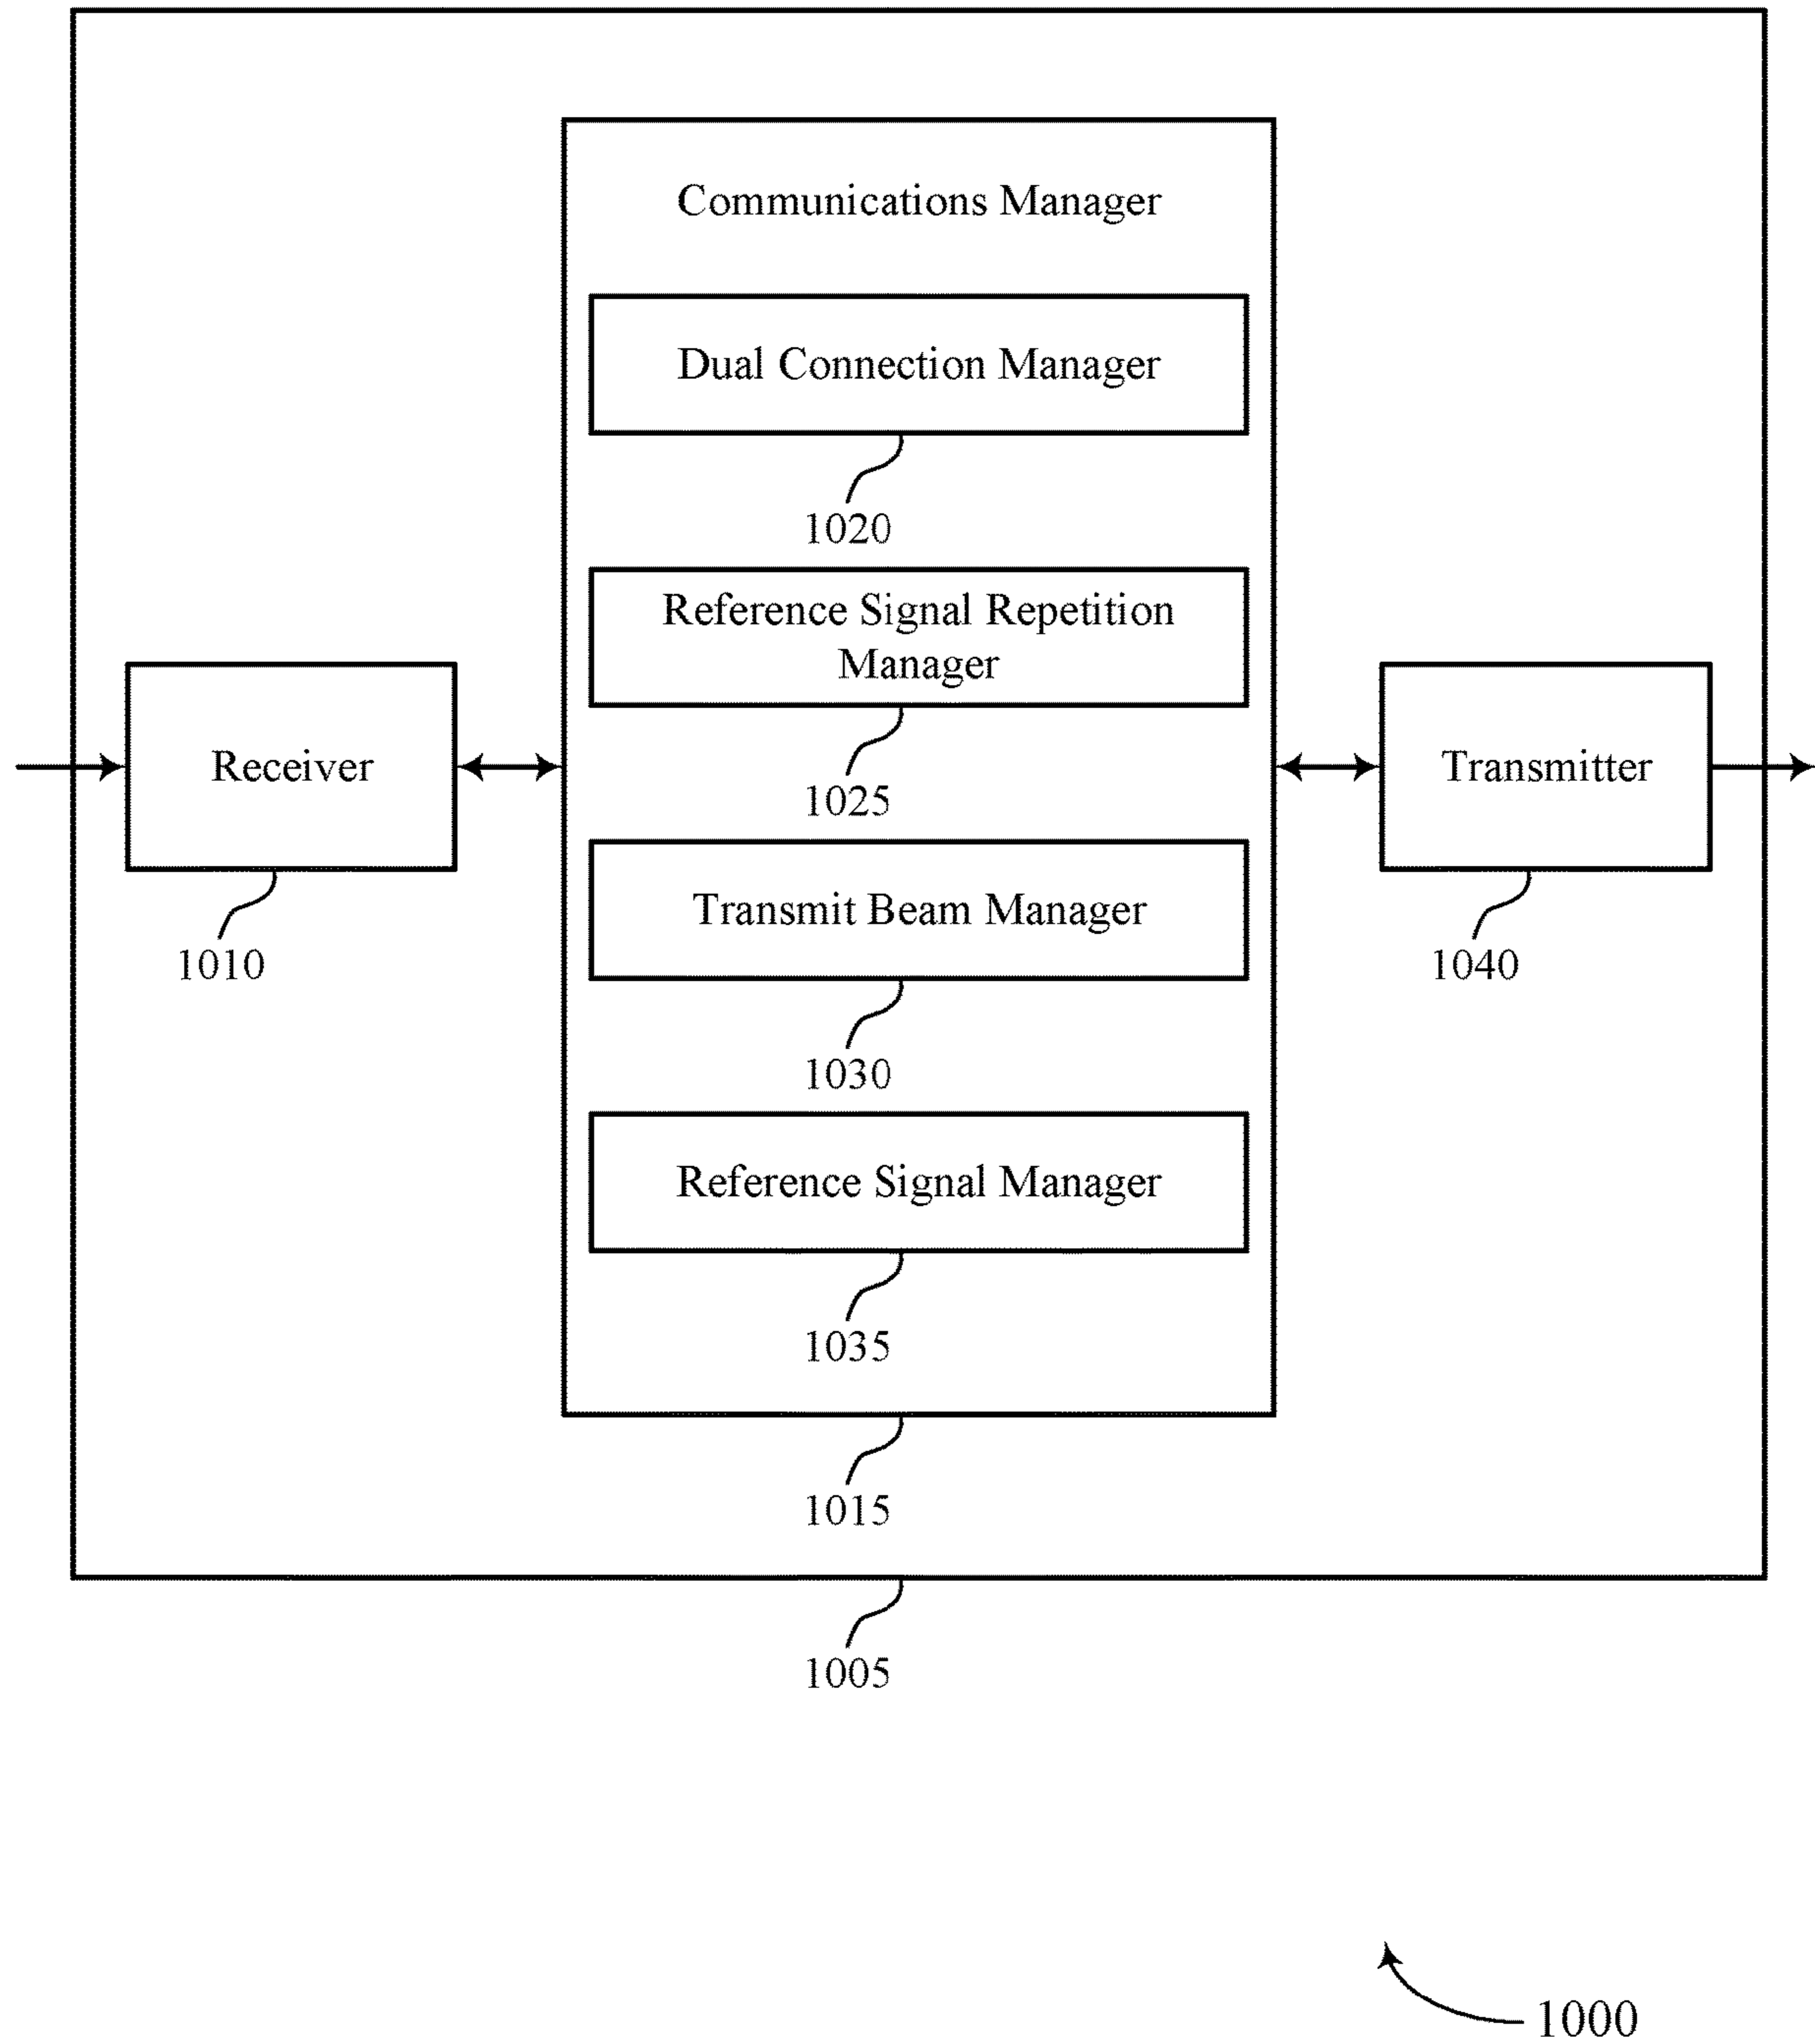 Communications Manager
Dual Connection Manager
1020
Reference Signal Repetition
Manager
1025
Receiver
1010
Transmitter
1040
Transmit Beam Manager
1030
Reference Signal Manager
1035
1015
1005
1000